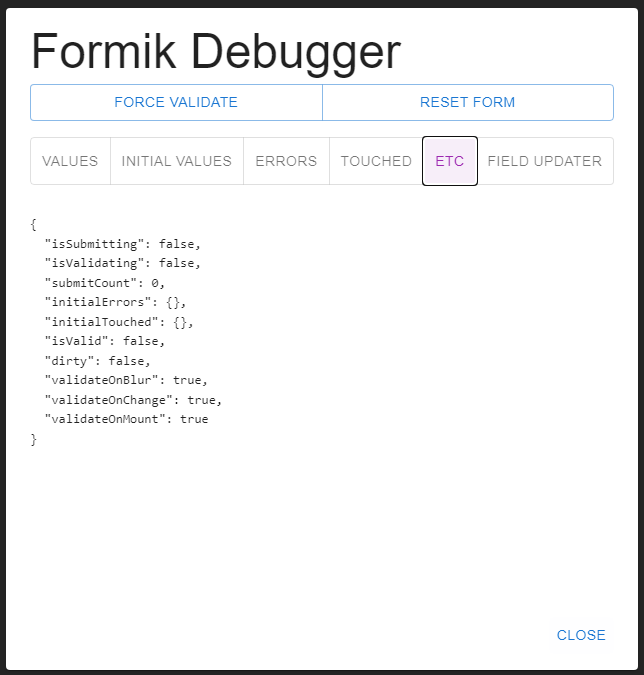 Formik Debugger
FORCE VALIDATE RESET FORM
VALUES INITIAL VALUES ERRORS TOUCHED ETC FIELD UPDATER
{
  "isSubmitting": false,
  "isValidating": false,
  "submitCount": 0,
  "initialErrors": {},
  "initialTouched": {},
  "isValid": false,
  "dirty": false,
  "validateOnBlur": true,
  "validateOnChange": true,
  "validateOnMount": true
}
CLOSE